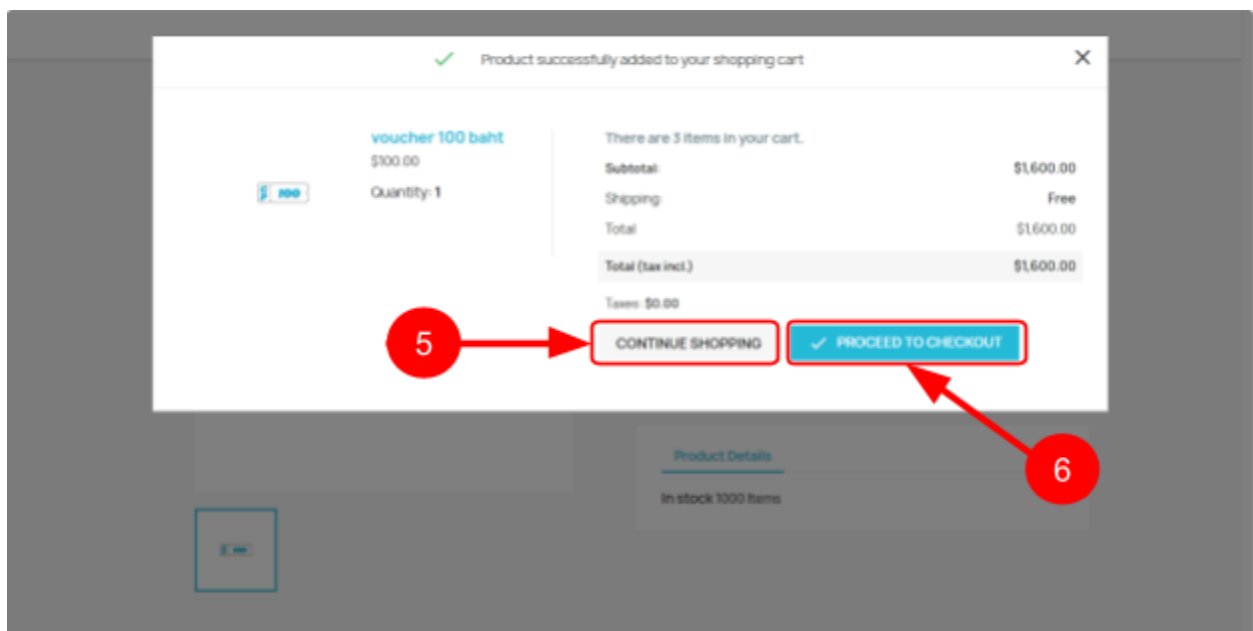 Product successfully added to your shopping cart
voucher 100 baht
$100.00
Quantity: 1
100
There are 3 items in your cart.
Subtotal: $1,600.00
Shipping: Free
Total $1,600.00
Total (tax incl.) $1,600.00
Taxes: $0.00
5
CONTINUE SHOPPING
PROCEED TO CHECKOUT
6
Product Details
In stock 1000 Items